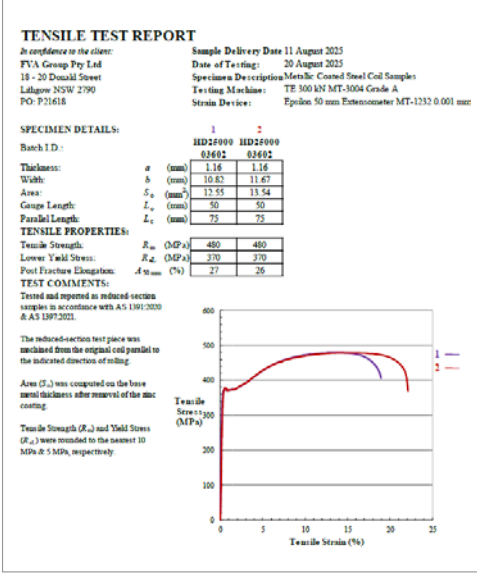 TENSILE TEST REPORT
In confidence to the client:
FVA Group Pty Ltd
18 - 20 Donald Street
Lithgow NSW 2790
PO: P21618
Sample Delivery Date 11 August 2025
Date of Testing: 20 August 2025
Specimen Description Metallic Coated Steel Coil Samples
Testing Machine: TE 300 kN MT-3004 Grade A
Strain Device: Epsilon 50 mm Extensometer MT-1232 0.001 mm
SPECIMEN DETAILS: 1 2
Batch I.D.: HD25000 03602 HD25000 03602
Thickness: a (mm) 1.16 1.16
Width: b (mm) 10.82 11.67
Area: So (mm²) 12.55 13.54
Gauge Length: Lo (mm) 50 50
Parallel Length: Lc (mm) 75 75
TENSILE PROPERTIES:
Tensile Strength: Rm (MPa) 480 480
Lower Yield Stress: ReL (MPa) 370 370
Post Fracture Elongation: A 50 mm (%) 27 26
TEST COMMENTS:
Tested and reported as reduced-section
samples in accordance with AS 1391:2020
& AS 1397:2021.
The reduced-section test piece was
machined from the original coil parallel to
the indicated direction of rolling.
Area (So) was computed on the base
metal thickness after removal of the zinc
coating.
Tensile Strength (Rm) and Yield Stress
(ReL) were rounded to the nearest 10
MPa & 5 MPa, respectively.
Tensile
Stress
(MPa)
600
500
400
300
200
100
0
0 5 10 15 20 25
Tensile Strain (%)
1
2